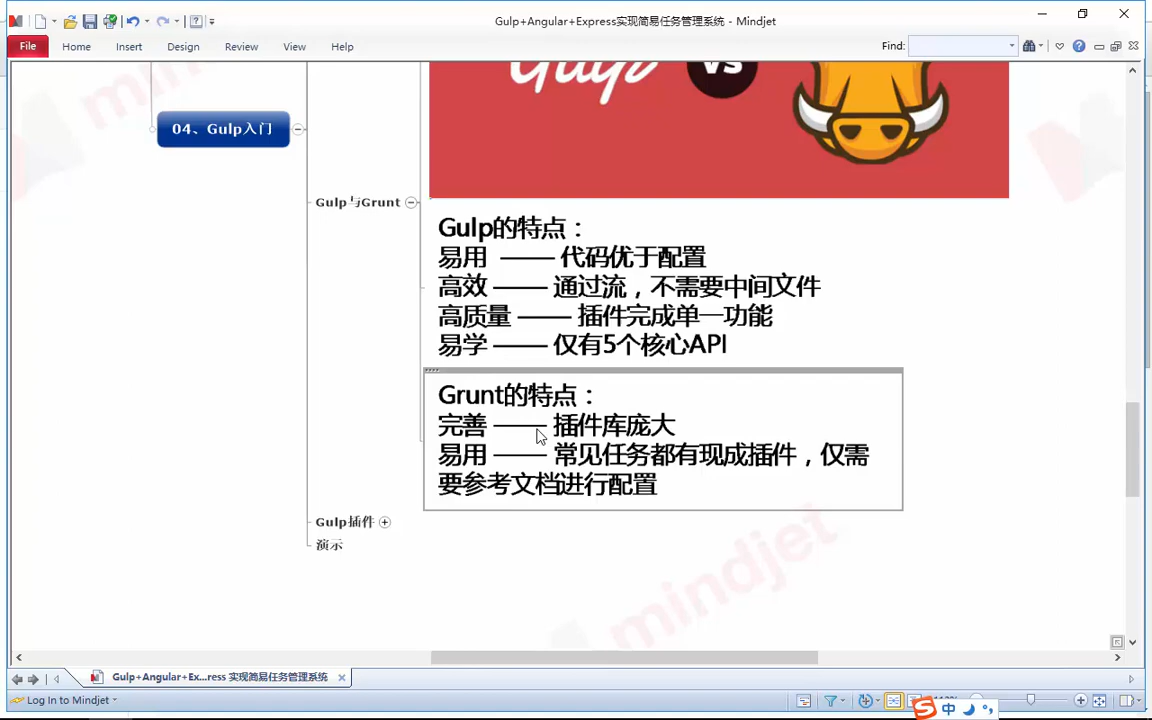 Gulp+Angular+Express实现简易任务管理系统 - Mindjet
File Home Insert Design Review View Help Find:
Gulp VS
04、Gulp入门
Gulp与Grunt
Gulp的特点：
易用 —— 代码优于配置
高效 —— 通过流，不需要中间文件
高质量 —— 插件完成单一功能
易学 —— 仅有5个核心API
Grunt的特点：
完善 —— 插件库庞大
易用 —— 常见任务都有现成插件，仅需
要参考文档进行配置
Gulp插件
演示
mindjet
Gulp+Angular+Ex...ress 实现简易任务管理系统
Log In to Mindjet
中